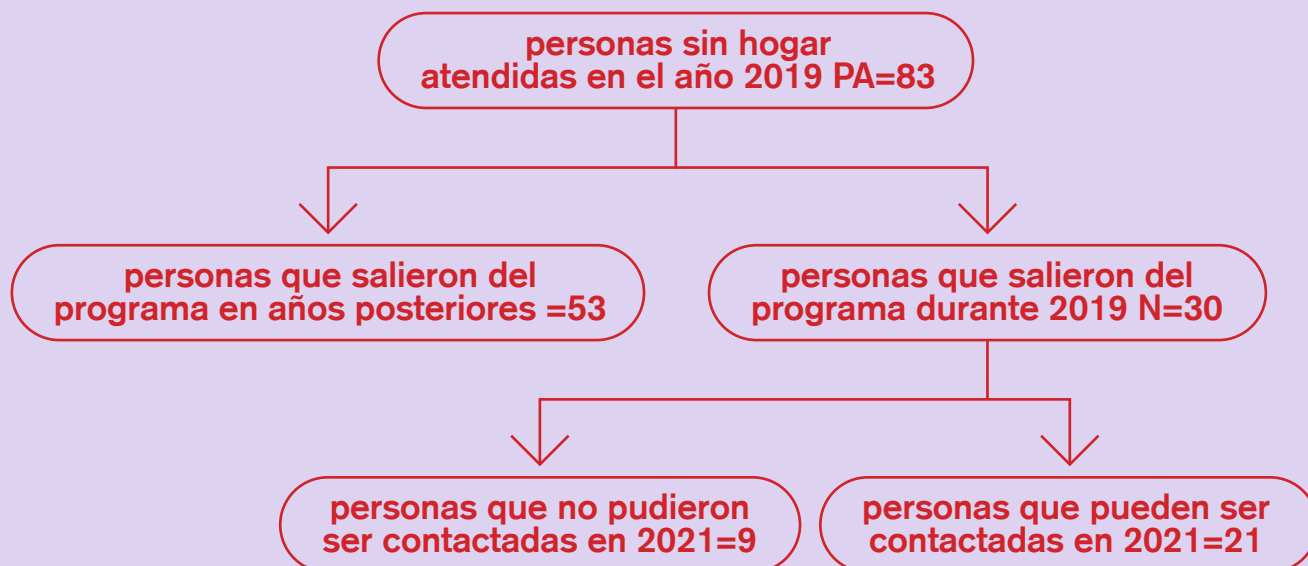 personas sin hogar
atendidas en el año 2019 PA=83
personas que salieron del
programa en años posteriores =53
personas que salieron del
programa durante 2019 N=30
personas que no pudieron
ser contactadas en 2021=9
personas que pueden ser
contactadas en 2021=21